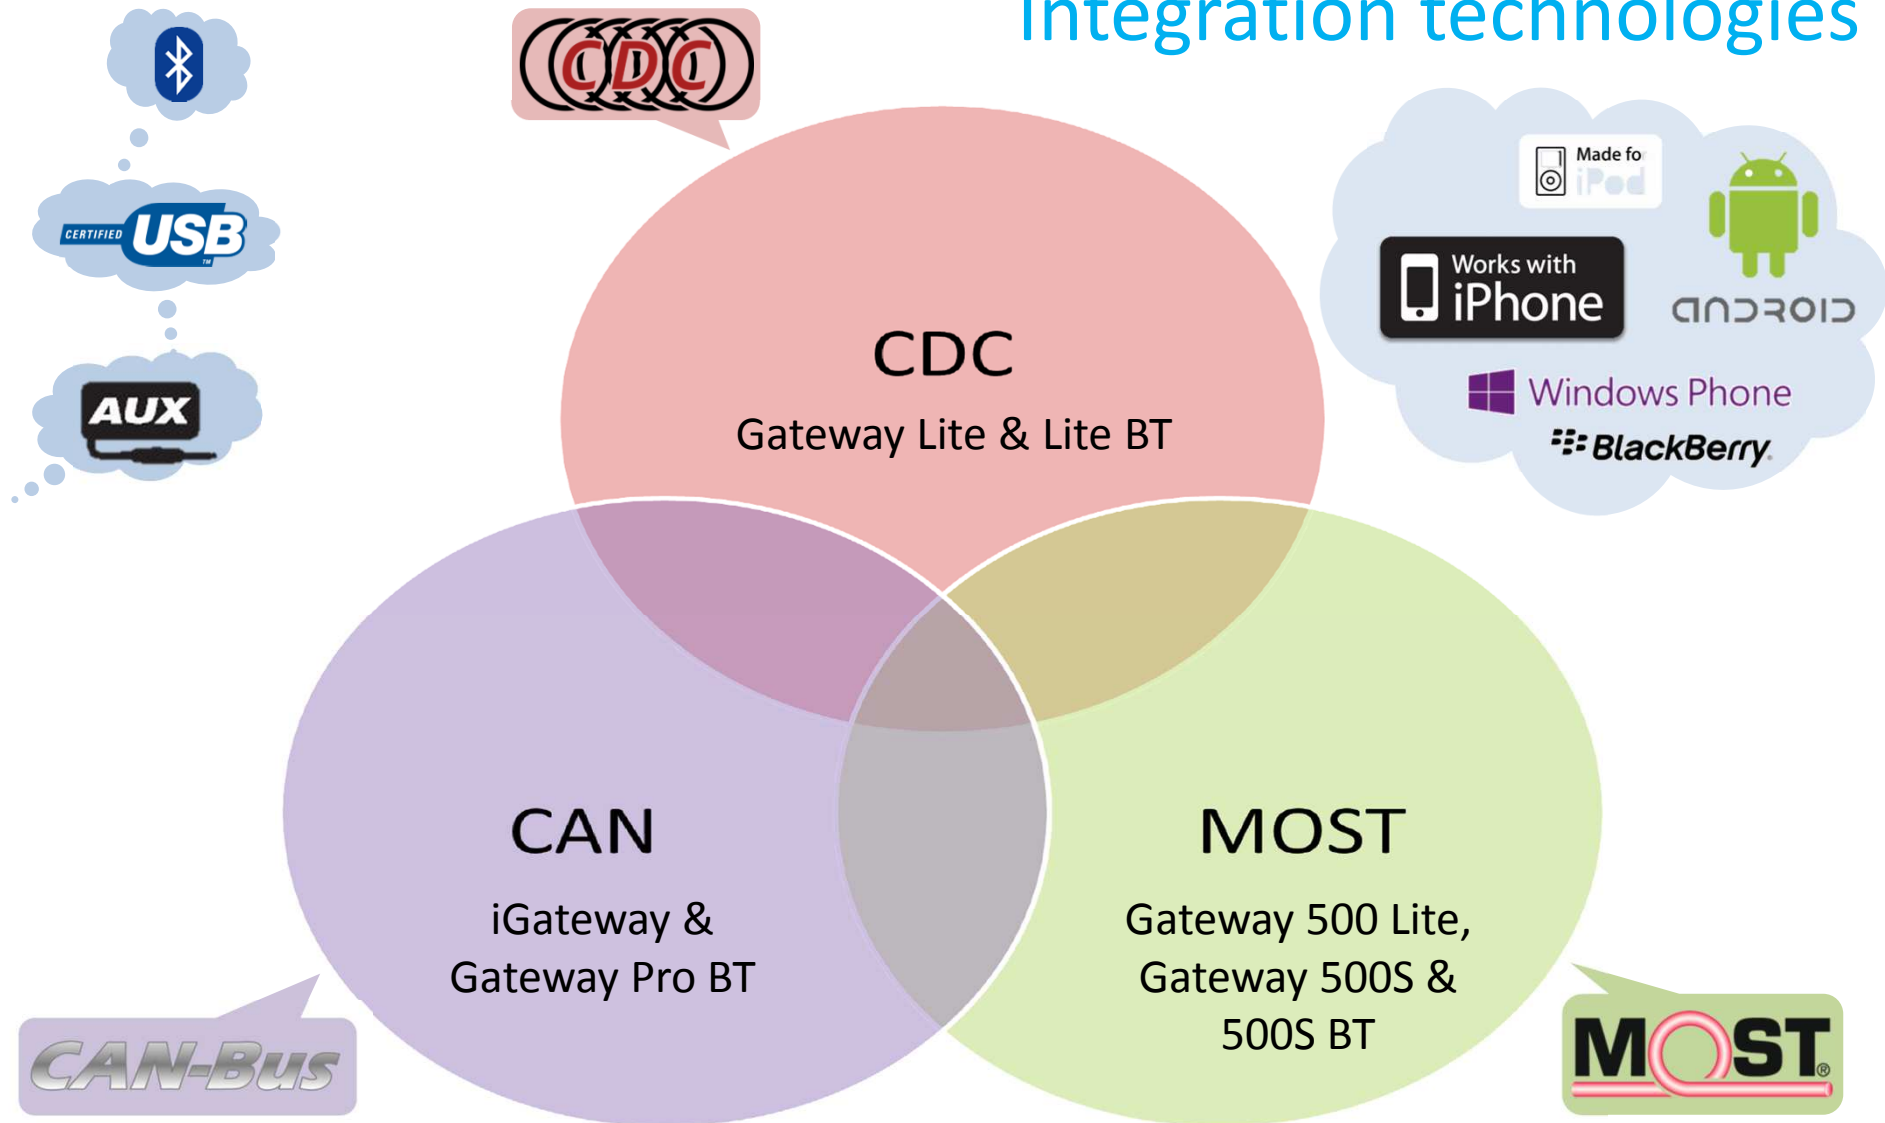 Integration technologies
CDC
CERTIFIED USB
TM
AUX
Made for
iPod
Works with
iPhone
ANDROID
Windows Phone
BlackBerry
CDC
Gateway Lite & Lite BT
CAN
iGateway &
Gateway Pro BT
MOST
Gateway 500 Lite,
Gateway 500S &
500S BT
CAN-Bus
MOST®